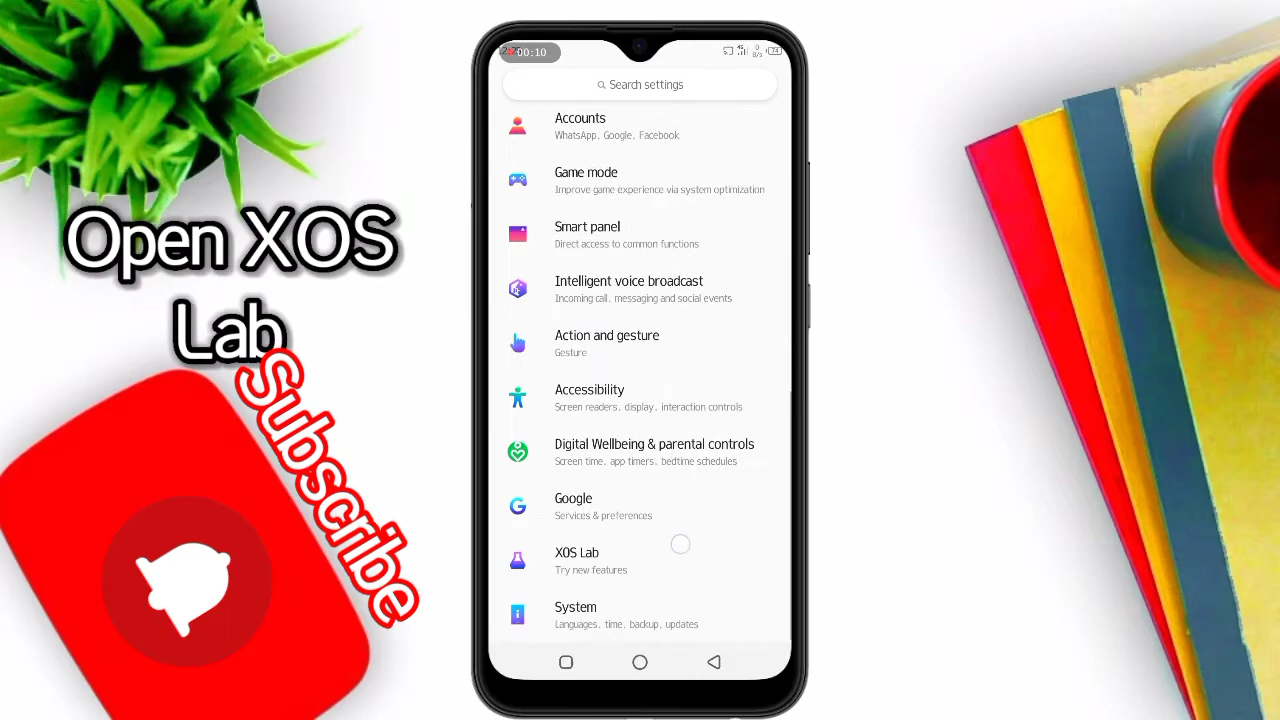 Open XOS
Lab
Subscribe
00:10
74
Search settings
Accounts
WhatsApp, Google, Facebook
Game mode
Improve game experience via system optimization
Smart panel
Direct access to common functions
Intelligent voice broadcast
Incoming call, messaging and social events
Action and gesture
Gesture
Accessibility
Screen readers, display, interaction controls
Digital Wellbeing & parental controls
Screen time, app timers, bedtime schedules
Google
Services & preferences
XOS Lab
Try new features
System
Languages, time, backup, updates